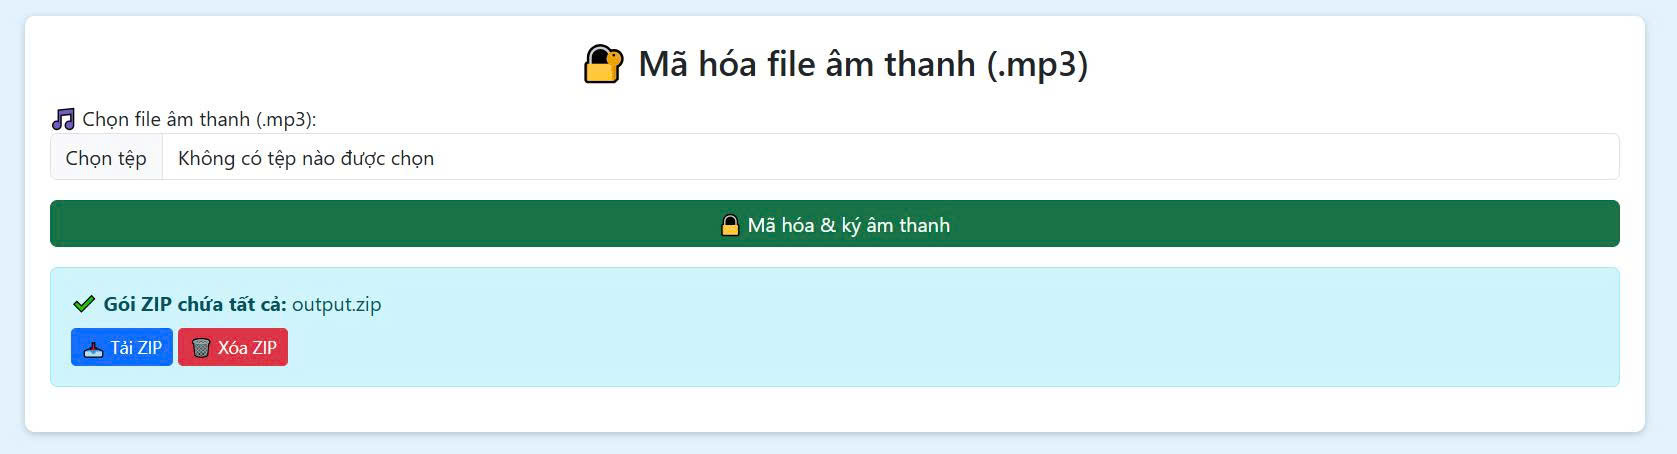 Mã hóa file âm thanh (.mp3)
Chọn file âm thanh (.mp3):
Chọn tệp Không có tệp nào được chọn
Mã hóa & ký âm thanh
Gói ZIP chứa tất cả: output.zip
Tải ZIP Xóa ZIP